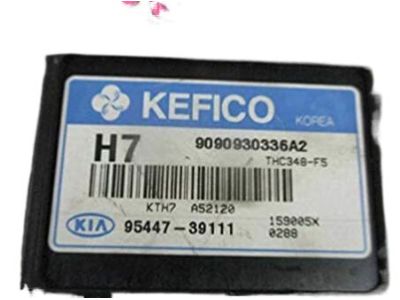 KEFICO KOREA
H7 9090930336A2
THC348-F5
KTH7 A52120
159005X
KIA 95447-39111 0288